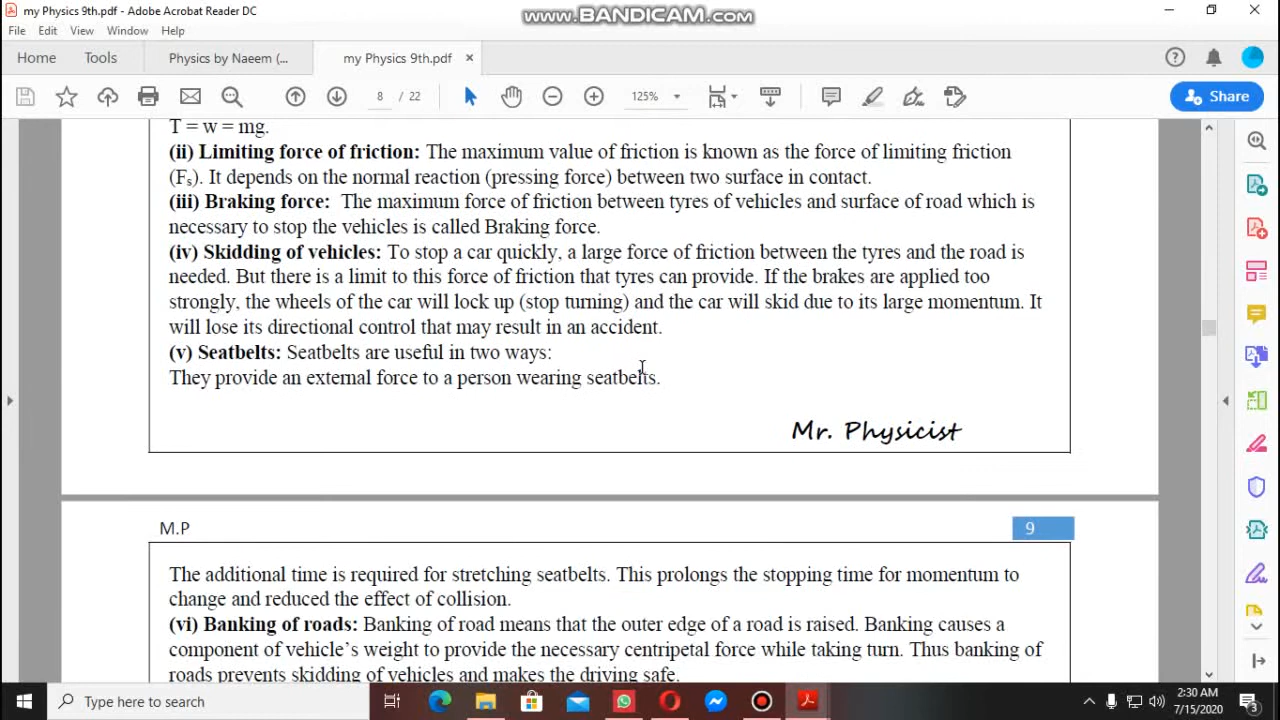 my Physics 9th.pdf - Adobe Acrobat Reader DC
www.BANDICAM.com
File Edit View Window Help
Home Tools Physics by Naeem (... my Physics 9th.pdf ×
8 / 22 125% Share
T = w = mg.
(ii) Limiting force of friction: The maximum value of friction is known as the force of limiting friction
(Fs). It depends on the normal reaction (pressing force) between two surface in contact.
(iii) Braking force: The maximum force of friction between tyres of vehicles and surface of road which is
necessary to stop the vehicles is called Braking force.
(iv) Skidding of vehicles: To stop a car quickly, a large force of friction between the tyres and the road is
needed. But there is a limit to this force of friction that tyres can provide. If the brakes are applied too
strongly, the wheels of the car will lock up (stop turning) and the car will skid due to its large momentum. It
will lose its directional control that may result in an accident.
(v) Seatbelts: Seatbelts are useful in two ways:
They provide an external force to a person wearing seatbelts.
Mr. Physicist
M.P 9
The additional time is required for stretching seatbelts. This prolongs the stopping time for momentum to
change and reduced the effect of collision.
(vi) Banking of roads: Banking of road means that the outer edge of a road is raised. Banking causes a
component of vehicle's weight to provide the necessary centripetal force while taking turn. Thus banking of
roads prevents skidding of vehicles and makes the driving safe.
Type here to search
2:30 AM
7/15/2020
3